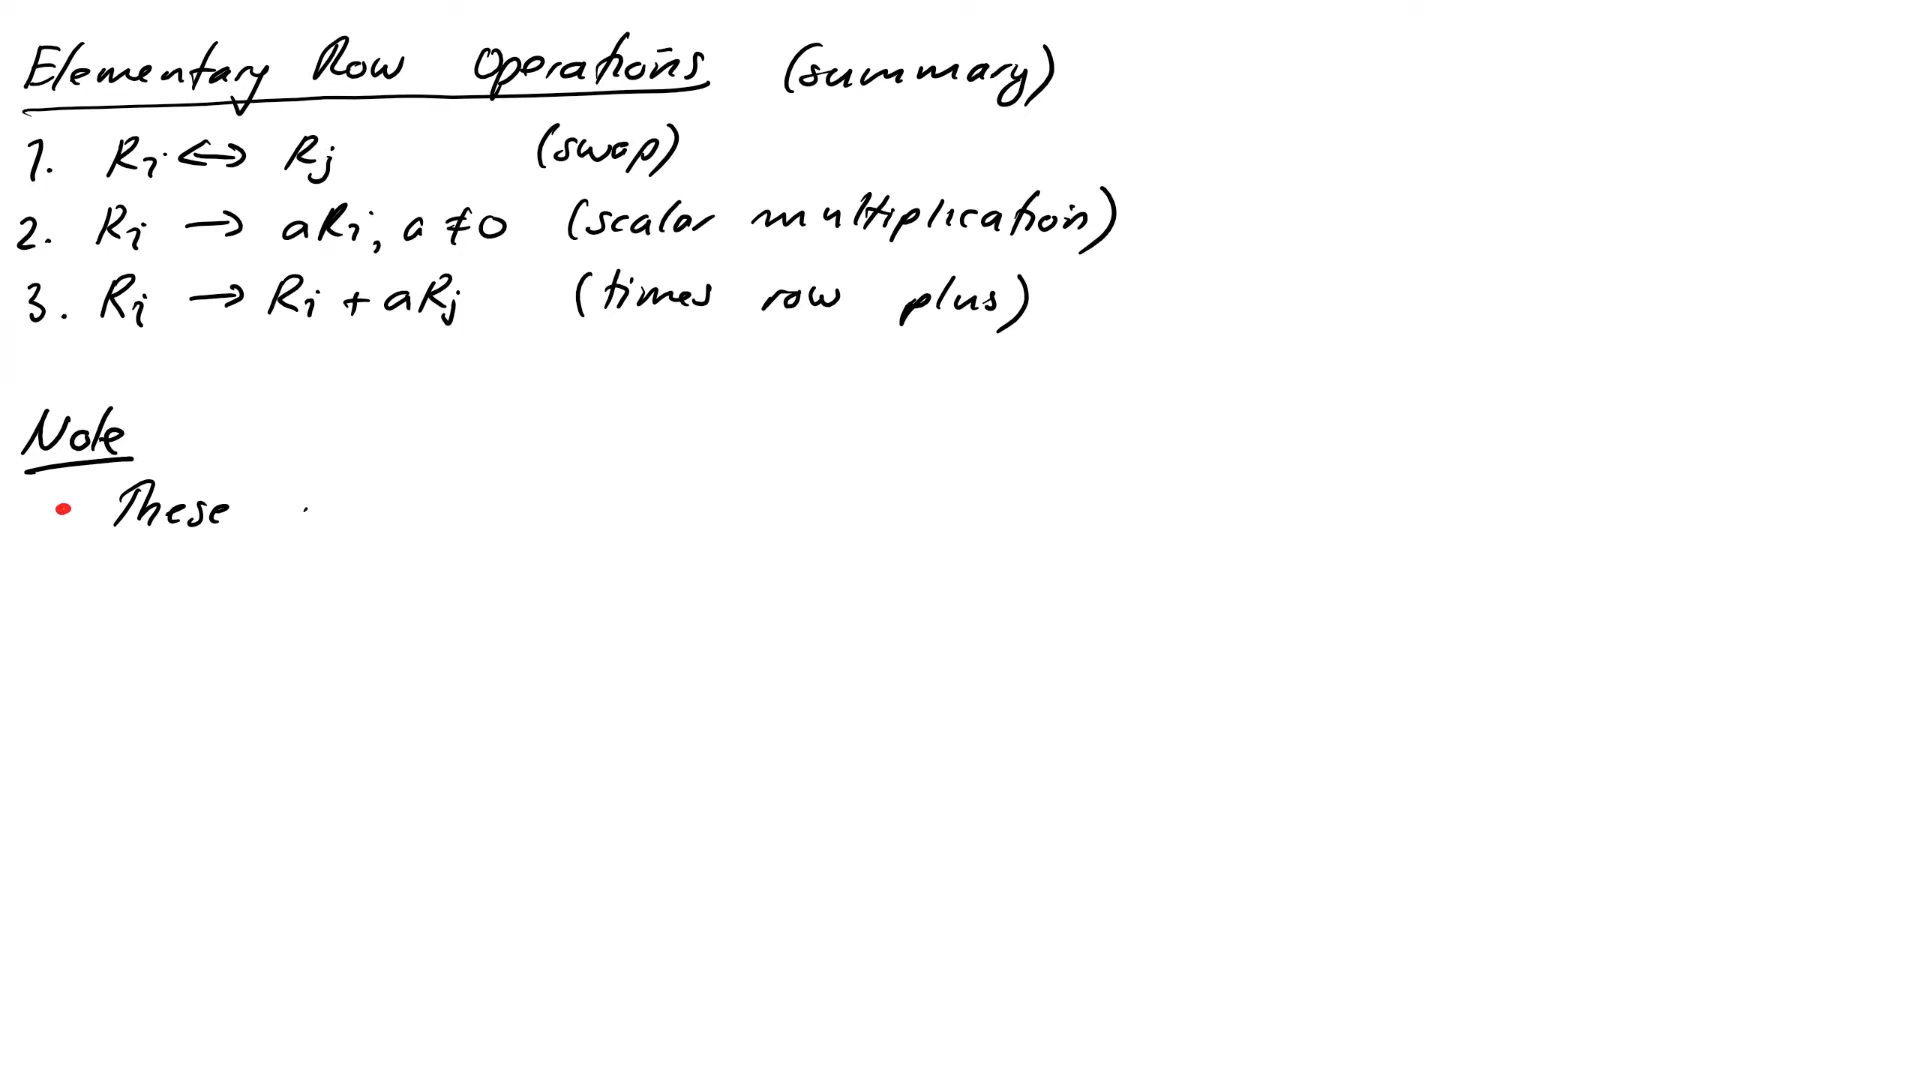 Elementary Row Operations (summary)
1. Ri ↔ Rj (swap)
2. Ri → aRi, a ≠ 0 (scalar multiplication)
3. Ri → Ri + aRj (times row plus)
Note
• These